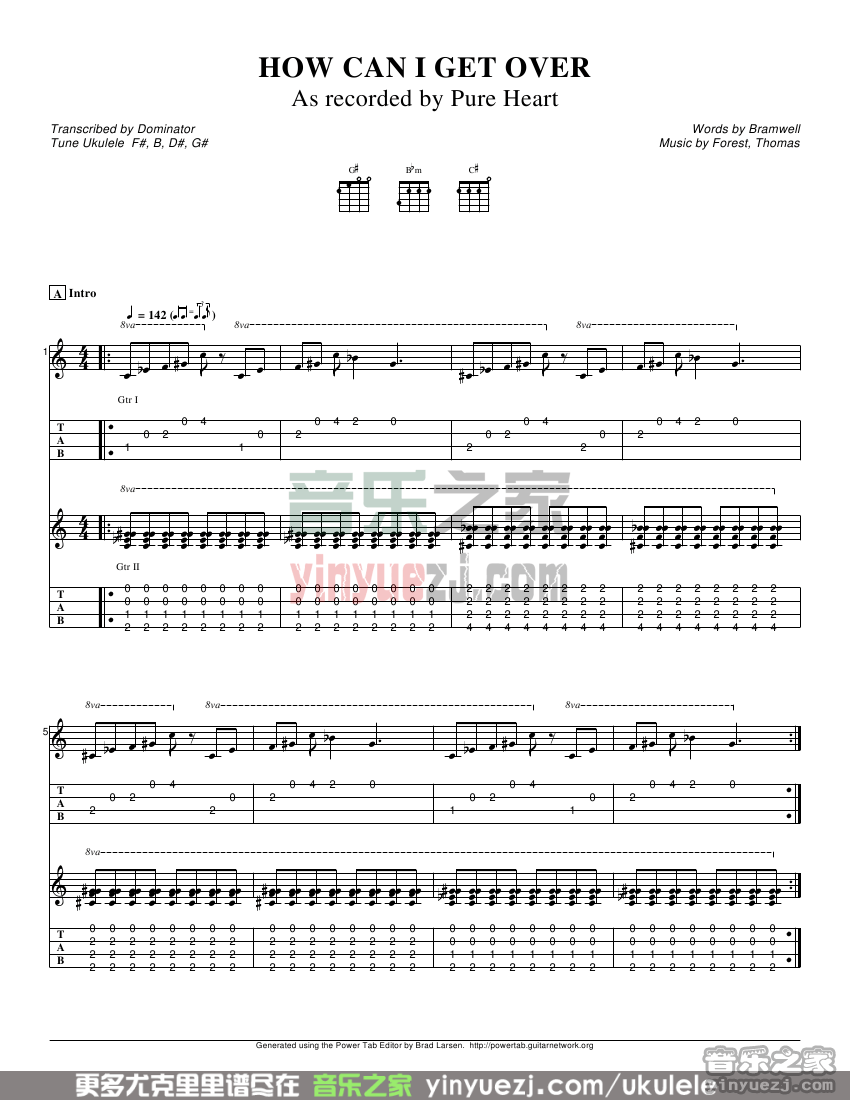 HOW CAN I GET OVER
As recorded by Pure Heart
Transcribed by Dominator
Words by Bramwell
Tune Ukulele F#, B, D#, G#
Music by Forest, Thomas
G# B♭m C#
A Intro
♩ = 142 (♫=♩♪ 3)
8va 8va 8va
1
4 4
Gtr I
T A B
0 4 0 4 2 0 0 4 0 4 2 0
0 2 0 2 0 2 0 2
1 1 2 2
音乐之家
yinyuezj.com
8va
4 4
Gtr II
T A B
0 0 0 0 0 0 0 0 0 0 0 0 0 0 0 0 2 2 2 2 2 2 2 2 2 2 2 2 2 2 2 2
0 0 0 0 0 0 0 0 0 0 0 0 0 0 0 0 2 2 2 2 2 2 2 2 2 2 2 2 2 2 2 2
1 1 1 1 1 1 1 1 1 1 1 1 1 1 1 1 2 2 2 2 2 2 2 2 2 2 2 2 2 2 2 2
2 2 2 2 2 2 2 2 2 2 2 2 2 2 2 2 4 4 4 4 4 4 4 4 4 4 4 4 4 4 4 4
8va 8va 8va
5
T A B
0 4 0 4 2 0 0 4 0 4 2 0
0 2 0 2 0 2 0 2
2 2 1 1
8va
T A B
0 0 0 0 0 0 0 0 0 0 0 0 0 0 0 0 0 0 0 0 0 0 0 0 0 0 0 0 0 0 0 0
2 2 2 2 2 2 2 2 2 2 2 2 2 2 2 2 0 0 0 0 0 0 0 0 0 0 0 0 0 0 0 0
2 2 2 2 2 2 2 2 2 2 2 2 2 2 2 2 1 1 1 1 1 1 1 1 1 1 1 1 1 1 1 1
2 2 2 2 2 2 2 2 2 2 2 2 2 2 2 2 2 2 2 2 2 2 2 2 2 2 2 2 2 2 2 2
Generated using the Power Tab Editor by Brad Larsen. http://powertab.guitarnetwork.org
音乐之家
yinyuezj.com
更多尤克里里谱尽在 音乐之家 yinyuezj.com/ukulele